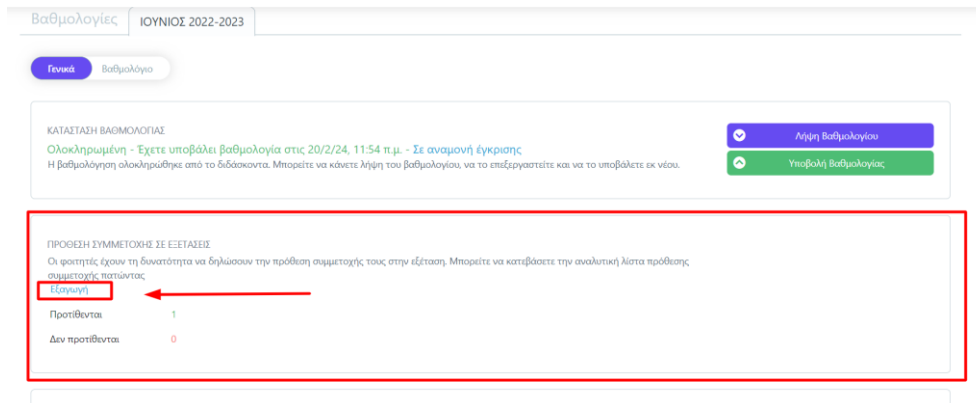 Βαθμολογίες ΙΟΥΝΙΟΣ 2022-2023
Γενικά Βαθμολόγιο
ΚΑΤΑΣΤΑΣΗ ΒΑΘΜΟΛΟΓΙΑΣ
Ολοκληρωμένη - Έχετε υποβάλει βαθμολογία στις 20/2/24, 11:54 π.μ. - Σε αναμονή έγκρισης
Η βαθμολόγηση ολοκληρώθηκε από το διδάσκοντα. Μπορείτε να κάνετε λήψη του βαθμολογίου, να το επεξεργαστείτε και να το υποβάλετε εκ νέου.
Λήψη Βαθμολογίου
Υποβολή Βαθμολογίας
ΠΡΟΘΕΣΗ ΣΥΜΜΕΤΟΧΗΣ ΣΕ ΕΞΕΤΑΣΕΙΣ
Οι φοιτητές έχουν τη δυνατότητα να δηλώσουν την πρόθεση συμμετοχής τους στην εξέταση. Μπορείτε να κατεβάσετε την αναλυτική λίστα πρόθεσης
συμμετοχής πατώντας
Εξαγωγή
Προτίθενται 1
Δεν προτίθενται 0